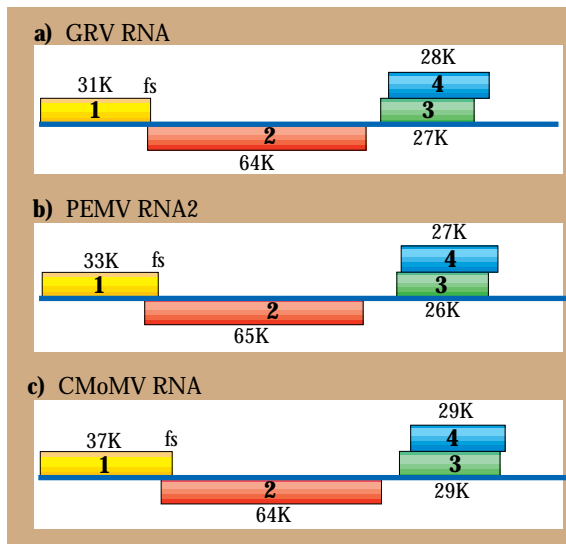 a) GRV RNA
28K
31K fs 4
1 3
2 27K
64K
b) PEMV RNA2
27K
33K fs 4
1 3
2 26K
65K
c) CMoMV RNA
29K
37K fs 4
1 3
2 29K
64K